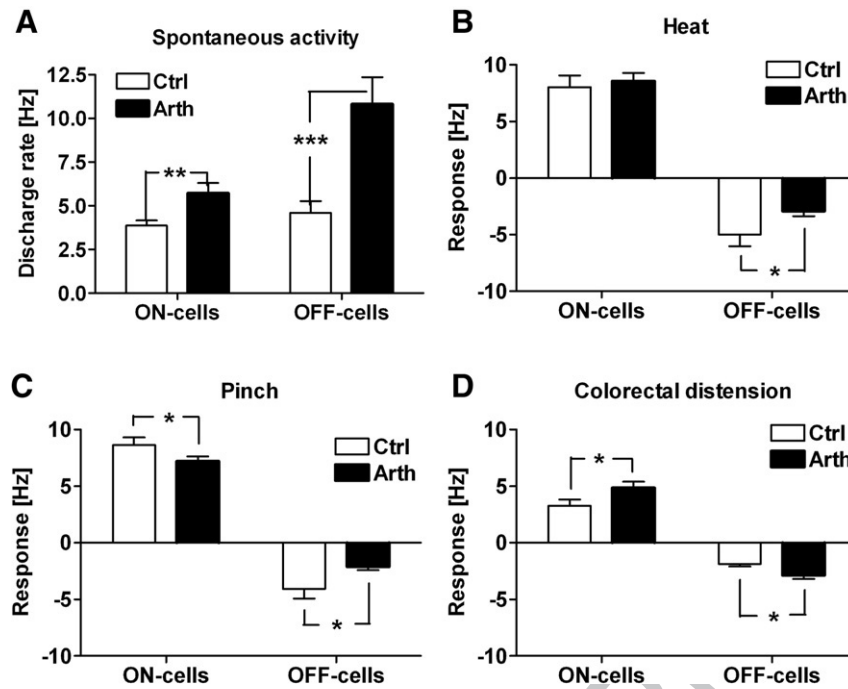 A
Spontaneous activity
Discharge rate [Hz]
12.5
10.0
7.5
5.0
2.5
0.0
Ctrl
Arth
**
***
ON-cells OFF-cells
B
Heat
Response [Hz]
10
5
0
-5
-10
Ctrl
Arth
*
ON-cells OFF-cells
C
Pinch
Response [Hz]
10
5
0
-5
-10
*
Ctrl
Arth
*
ON-cells OFF-cells
D
Colorectal distension
Response [Hz]
10
5
0
-5
-10
Ctrl
Arth
*
*
ON-cells OFF-cells